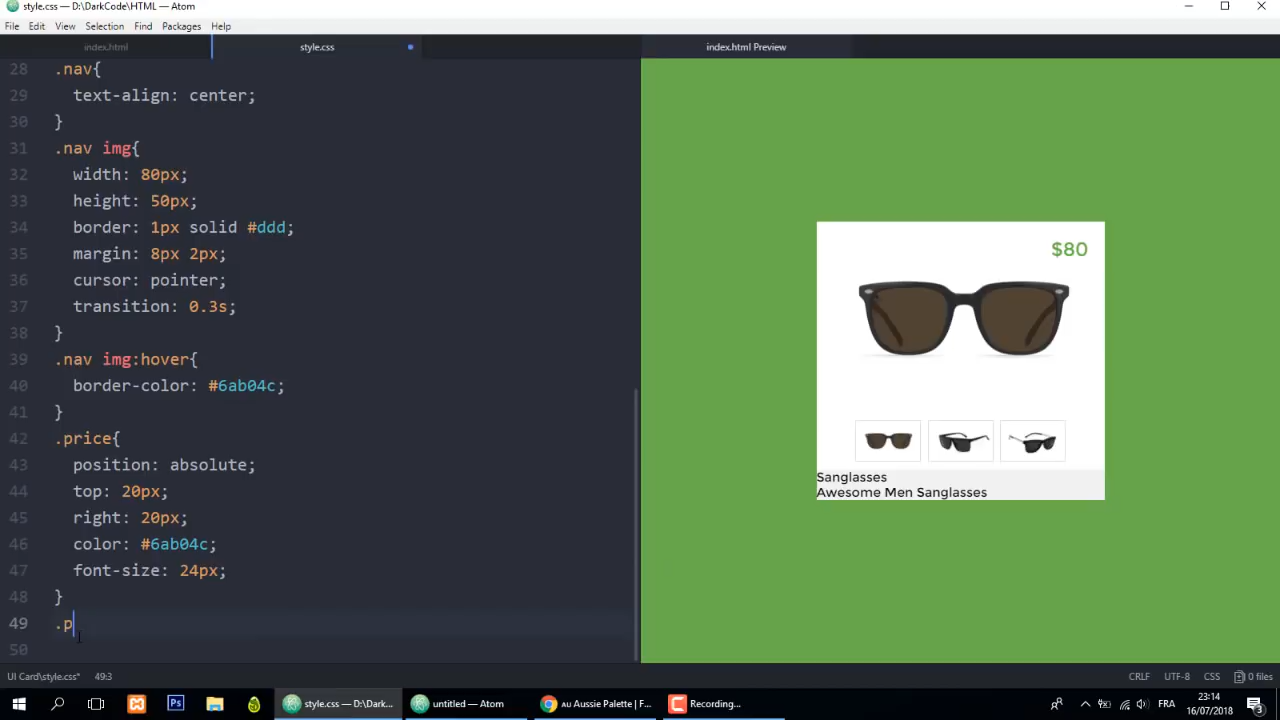 style.css — D:\DarkCode\HTML — Atom
File Edit View Selection Find Packages Help
index.html style.css index.html Preview
28 .nav{
29 text-align: center;
30 }
31 .nav img{
32 width: 80px;
33 height: 50px;
34 border: 1px solid #ddd;
35 margin: 8px 2px;
36 cursor: pointer;
37 transition: 0.3s;
38 }
39 .nav img:hover{
40 border-color: #6ab04c;
41 }
42 .price{
43 position: absolute;
44 top: 20px;
45 right: 20px;
46 color: #6ab04c;
47 font-size: 24px;
48 }
49 .p
50
$80
Sanglasses
Awesome Men Sanglasses
UI Card\style.css* 49:3 CRLF UTF-8 CSS 0 files
style.css — D:\Dark... untitled — Atom AU Aussie Palette | F... Recording... FRA 23:14
16/07/2018 3